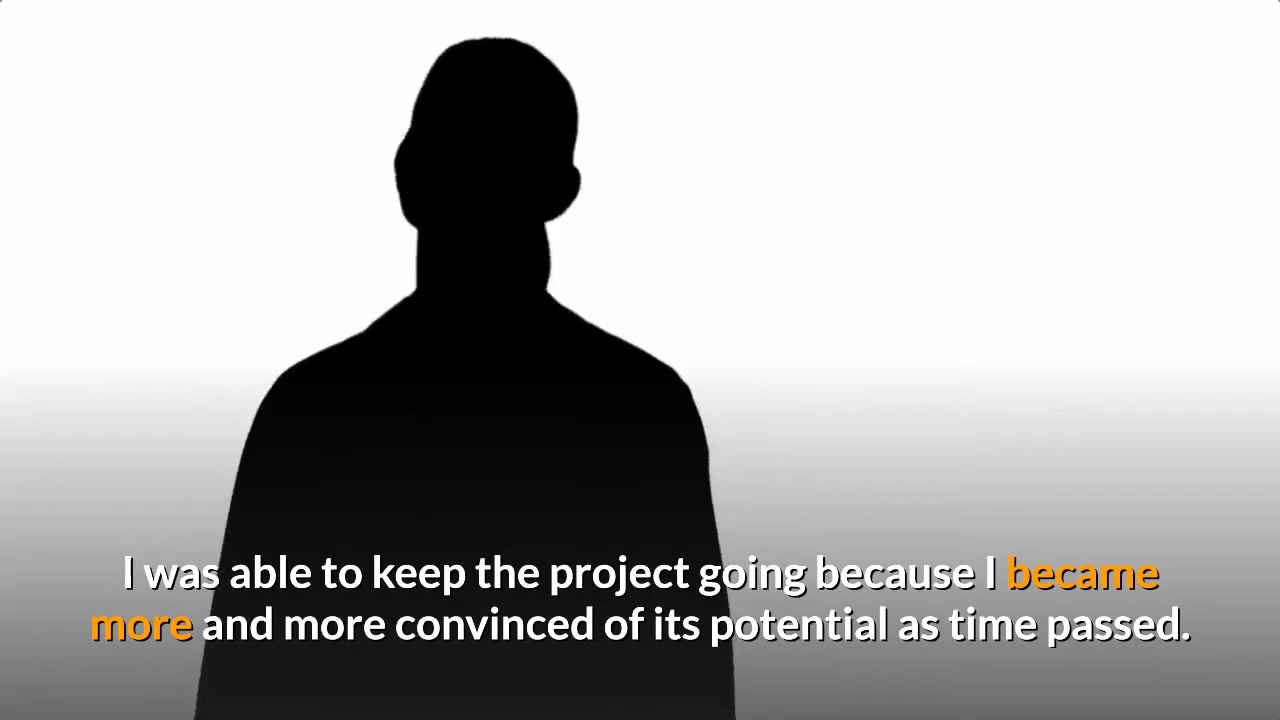 I was able to keep the project going because I became
more and more convinced of its potential as time passed.